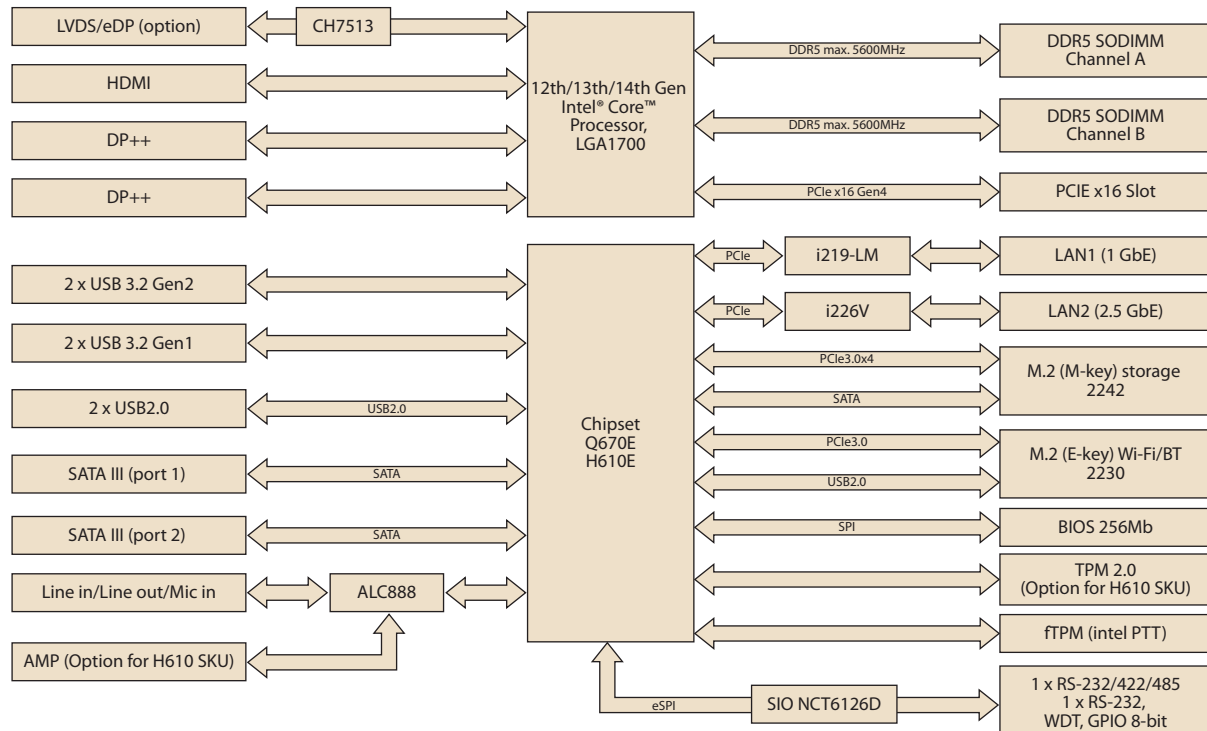 LVDS/eDP (option)
CH7513
HDMI
DP++
DP++
12th/13th/14th Gen
Intel® Core™
Processor,
LGA1700
DDR5 max. 5600MHz
DDR5 SODIMM
Channel A
DDR5 max. 5600MHz
DDR5 SODIMM
Channel B
PCIe x16 Gen4
PCIE x16 Slot
2 x USB 3.2 Gen2
2 x USB 3.2 Gen1
2 x USB2.0
USB2.0
SATA III (port 1)
SATA
SATA III (port 2)
SATA
Line in/Line out/Mic in
ALC888
AMP (Option for H610 SKU)
Chipset
Q670E
H610E
PCIe
i219-LM
LAN1 (1 GbE)
PCIe
i226V
LAN2 (2.5 GbE)
PCIe3.0x4
SATA
M.2 (M-key) storage
2242
PCIe3.0
USB2.0
M.2 (E-key) Wi-Fi/BT
2230
SPI
BIOS 256Mb
TPM 2.0
(Option for H610 SKU)
fTPM (intel PTT)
eSPI
SIO NCT6126D
1 x RS-232/422/485
1 x RS-232,
WDT, GPIO 8-bit